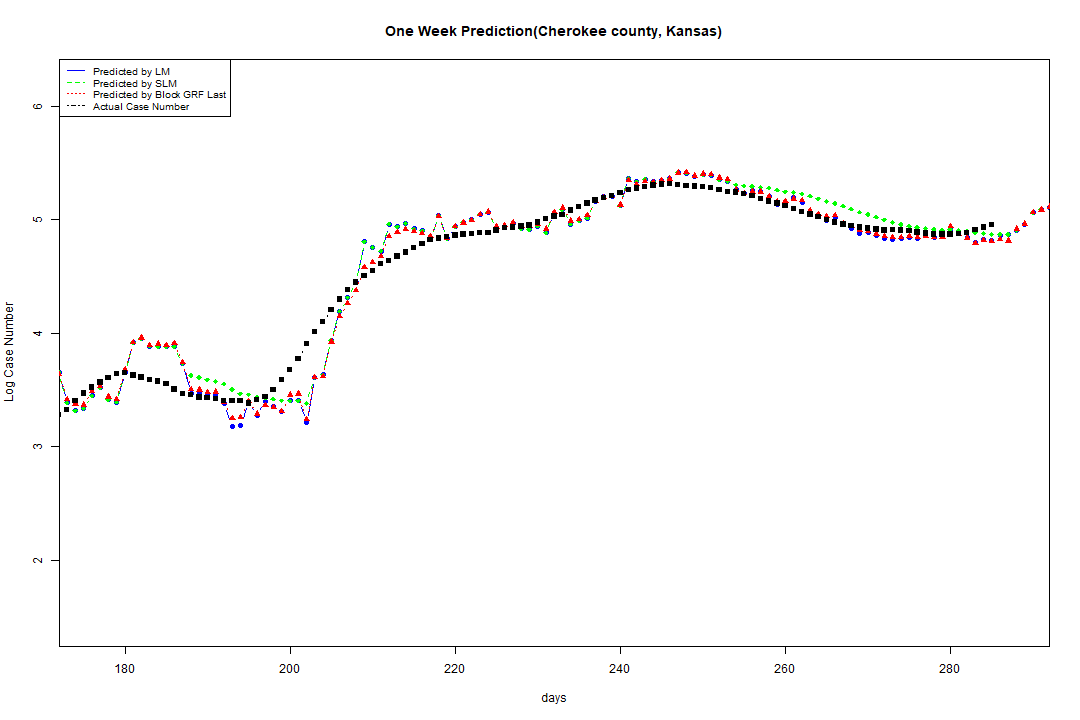 One Week Prediction(Cherokee county, Kansas)
Predicted by LM
Predicted by SLM
Predicted by Block GRF Last
Actual Case Number
6
5
4
3
2
Log Case Number
180
200
220
240
260
280
days